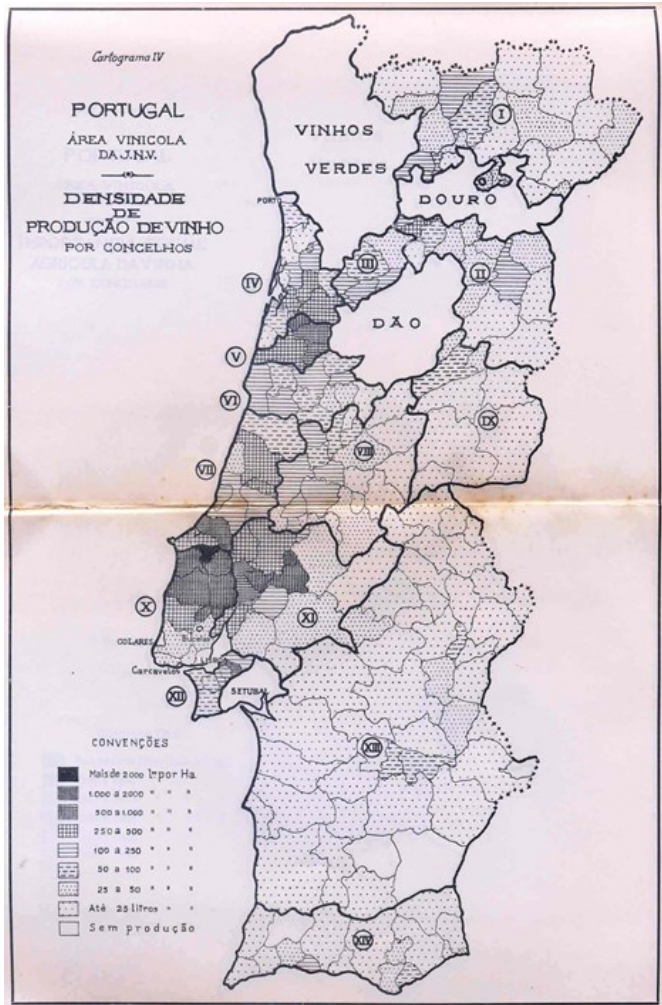 Cartograma IV
PORTUGAL
ÁREA VINICOLA
DA J.N.V.
DENSIDADE
DE
PRODUÇÃO DE VINHO
POR CONCELHOS
VINHOS
VERDES
I
DOURO
PORTO
III
II
IV
DÃO
V
VI
IX
VII
VIII
X
XI
COLARES
Bucelas
Carcavelos
XII
SETUBAL
XIII
XIV
CONVENÇÕES
Mais de 2000 l.os por Ha.
1.000 a 2000 " " "
500 a 1.000 " " "
250 a 500 " " "
100 a 250 " " "
50 a 100 " " "
25 a 50 " " "
Até 25 litros " "
Sem produção